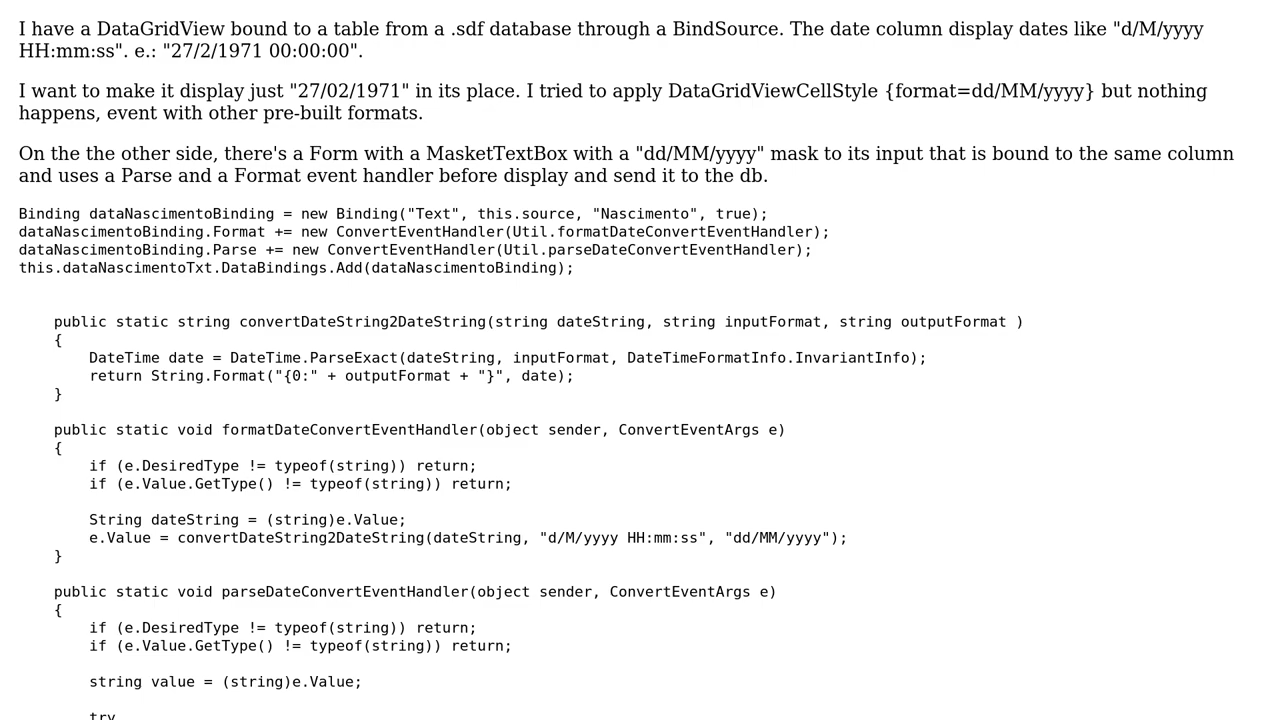 I have a DataGridView bound to a table from a .sdf database through a BindSource. The date column display dates like "d/M/yyyy
HH:mm:ss". e.: "27/2/1971 00:00:00".
I want to make it display just "27/02/1971" in its place. I tried to apply DataGridViewCellStyle {format=dd/MM/yyyy} but nothing
happens, event with other pre-built formats.
On the the other side, there's a Form with a MasketTextBox with a "dd/MM/yyyy" mask to its input that is bound to the same column
and uses a Parse and a Format event handler before display and send it to the db.
Binding dataNascimentoBinding = new Binding("Text", this.source, "Nascimento", true);
dataNascimentoBinding.Format += new ConvertEventHandler(Util.formatDateConvertEventHandler);
dataNascimentoBinding.Parse += new ConvertEventHandler(Util.parseDateConvertEventHandler);
this.dataNascimentoTxt.DataBindings.Add(dataNascimentoBinding);
    public static string convertDateString2DateString(string dateString, string inputFormat, string outputFormat )
    {
        DateTime date = DateTime.ParseExact(dateString, inputFormat, DateTimeFormatInfo.InvariantInfo);
        return String.Format("{0:" + outputFormat + "}", date);
    }
    public static void formatDateConvertEventHandler(object sender, ConvertEventArgs e)
    {
        if (e.DesiredType != typeof(string)) return;
        if (e.Value.GetType() != typeof(string)) return;
        String dateString = (string)e.Value;
        e.Value = convertDateString2DateString(dateString, "d/M/yyyy HH:mm:ss", "dd/MM/yyyy");
    }
    public static void parseDateConvertEventHandler(object sender, ConvertEventArgs e)
    {
        if (e.DesiredType != typeof(string)) return;
        if (e.Value.GetType() != typeof(string)) return;
        string value = (string)e.Value;
        try